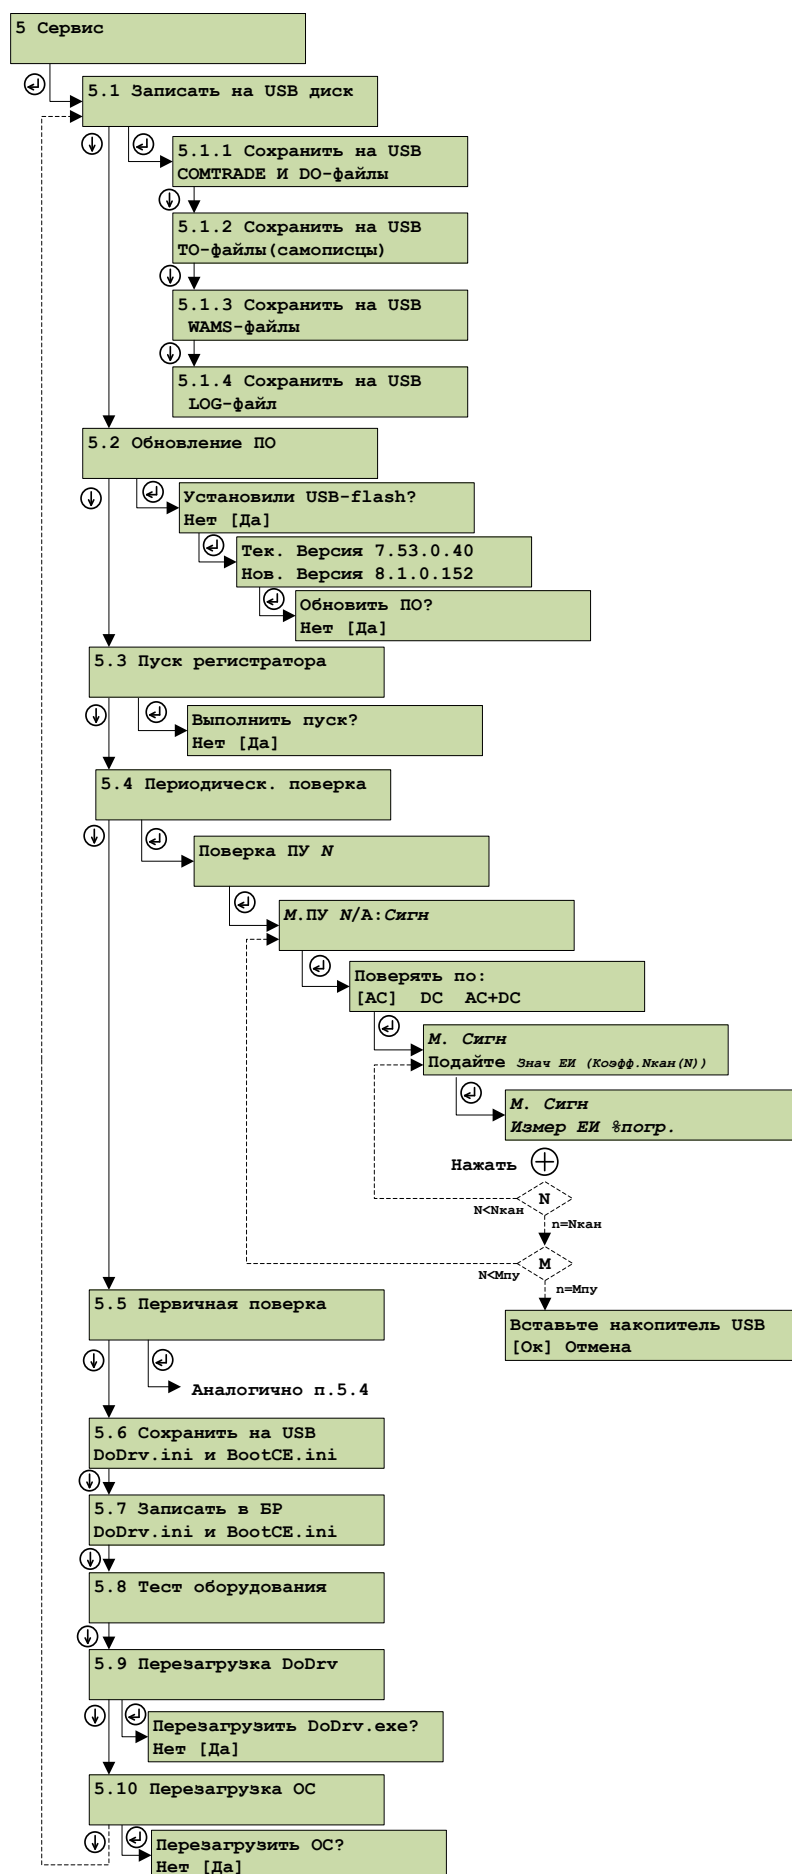 5 Сервис
5.1 Записать на USB диск
5.1.1 Сохранить на USB
COMTRADE И DO-файлы
5.1.2 Сохранить на USB
TO-файлы(самописцы)
5.1.3 Сохранить на USB
WAMS-файлы
5.1.4 Сохранить на USB
LOG-файл
5.2 Обновление ПО
Установили USB-flash?
Нет [Да]
Тек. Версия 7.53.0.40
Нов. Версия 8.1.0.152
Обновить ПО?
Нет [Да]
5.3 Пуск регистратора
Выполнить пуск?
Нет [Да]
5.4 Периодическ. поверка
Поверка ПУ N
M.ПУ N/A:Сигн
Поверять по:
[AC] DC AC+DC
M. Сигн
Подайте Знач ЕИ (Коэфф.Nкан(N))
M. Сигн
Измер ЕИ %погр.
Нажать
N
N<Nкан
n=Nкан
M
N<Mпу
n=Mпу
Вставьте накопитель USB
[Ок] Отмена
5.5 Первичная поверка
Аналогично п.5.4
5.6 Сохранить на USB
DoDrv.ini и BootCE.ini
5.7 Записать в БР
DoDrv.ini и BootCE.ini
5.8 Тест оборудования
5.9 Перезагрузка DoDrv
Перезагрузить DoDrv.exe?
Нет [Да]
5.10 Перезагрузка ОС
Перезагрузить ОС?
Нет [Да]